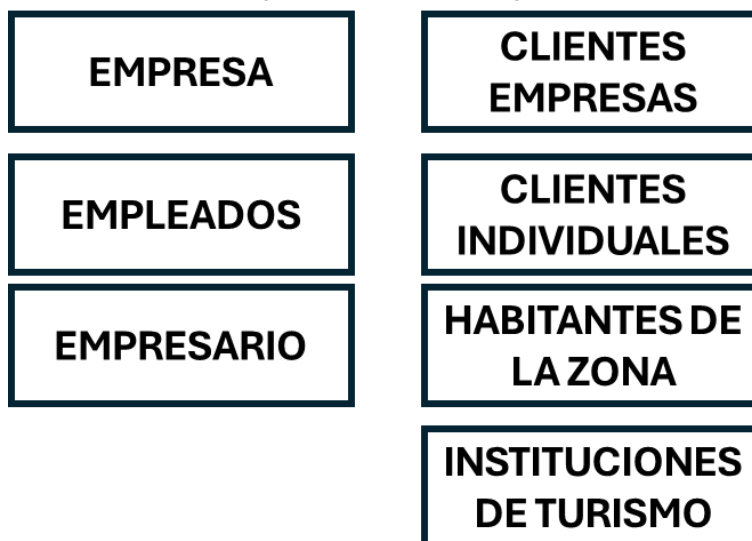 EMPRESA
EMPLEADOS
EMPRESARIO
CLIENTES
EMPRESAS
CLIENTES
INDIVIDUALES
HABITANTES DE
LA ZONA
INSTITUCIONES
DE TURISMO